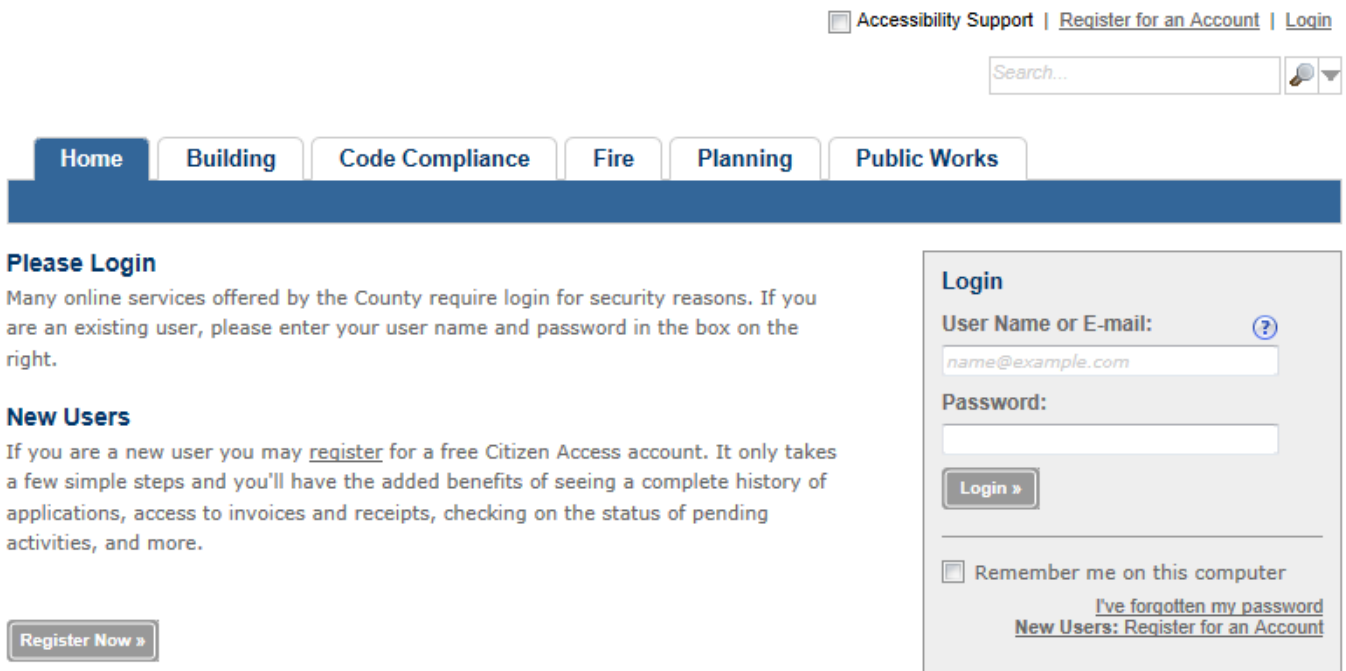 Accessibility Support | Register for an Account | Login
Search...
Home Building Code Compliance Fire Planning Public Works
Please Login
Many online services offered by the County require login for security reasons. If you
are an existing user, please enter your user name and password in the box on the
right.
New Users
If you are a new user you may register for a free Citizen Access account. It only takes
a few simple steps and you'll have the added benefits of seeing a complete history of
applications, access to invoices and receipts, checking on the status of pending
activities, and more.
Register Now »
Login
User Name or E-mail: ?
name@example.com
Password:
Login »
Remember me on this computer
I've forgotten my password
New Users: Register for an Account